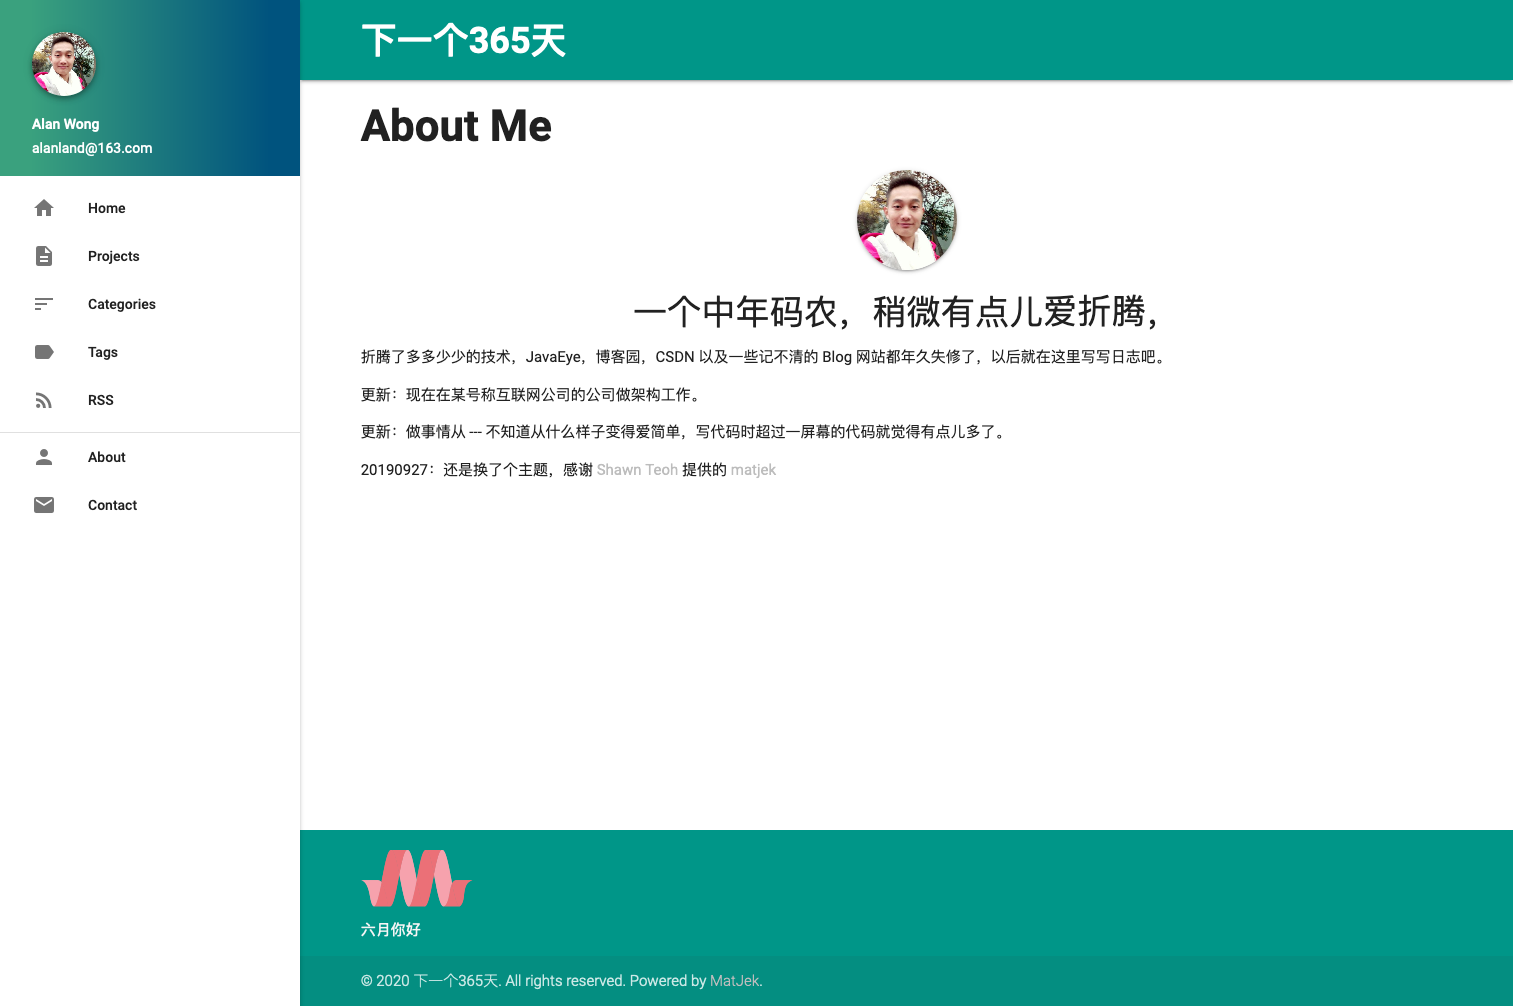 Alan Wong
alanland@163.com
Home
Projects
Categories
Tags
RSS
About
Contact
下一个365天
About Me
一个中年码农，稍微有点儿爱折腾，
折腾了多多少少的技术，JavaEye，博客园，CSDN 以及一些记不清的 Blog 网站都年久失修了，以后就在这里写写日志吧。
更新：现在在某号称互联网公司的公司做架构工作。
更新：做事情从 --- 不知道从什么样子变得爱简单，写代码时超过一屏幕的代码就觉得有点儿多了。
20190927：还是换了个主题，感谢 Shawn Teoh 提供的 matjek
六月你好
© 2020 下一个365天. All rights reserved. Powered by MatJek.